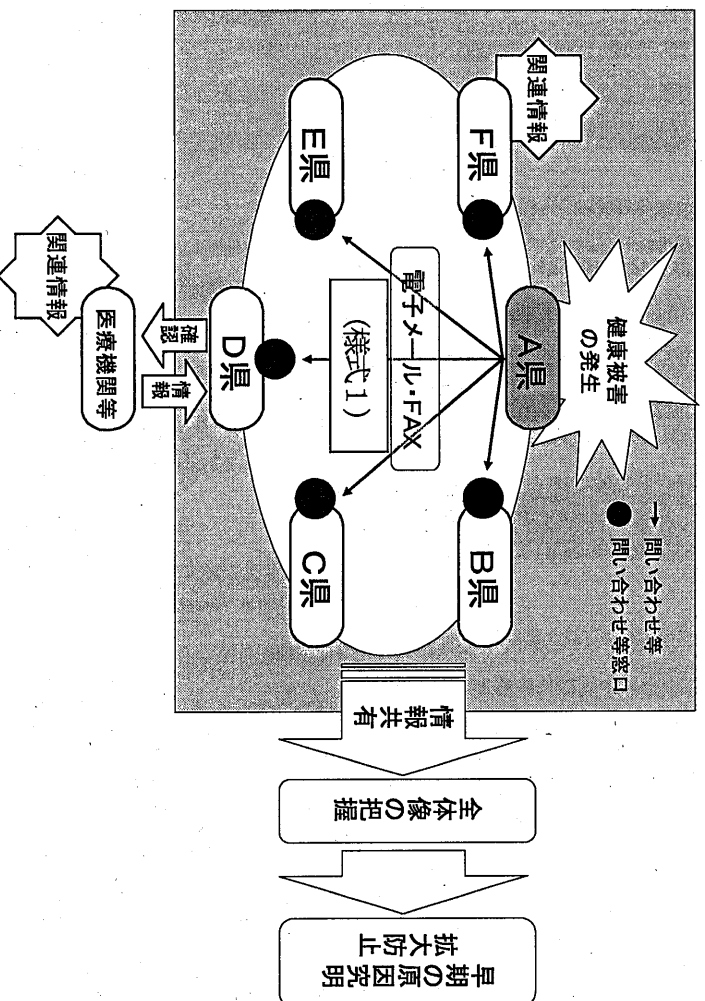 健康被害
の発生
→ 問い合わせ等
● 問い合わせ等窓口
A県
関連情報
F県
B県
電子メール・FAX
(様式1)
E県
C県
D県
確認
情報
関連情報
医療機関等
情報
共有
全体像の把握
早期の原因究明
拡大防止